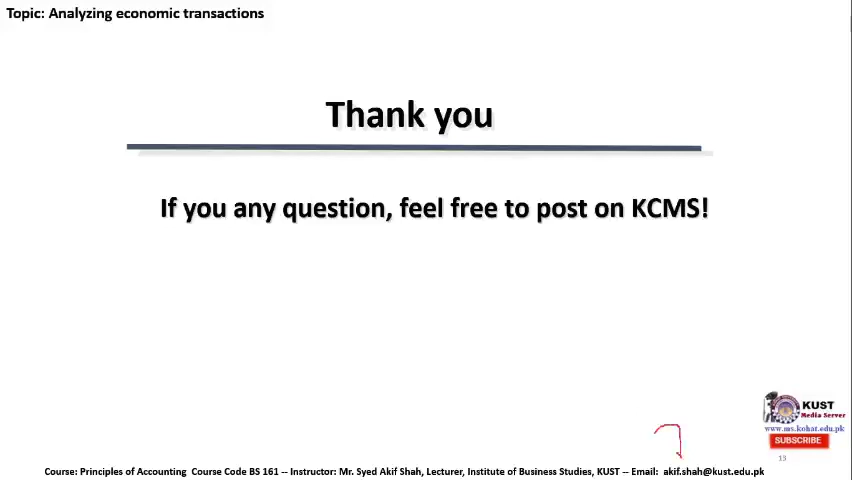 Topic: Analyzing economic transactions
Thank you
If you any question, feel free to post on KCMS!
KUST
Media Server
www.ms.kohat.edu.pk
SUBSCRIBE
13
Course: Principles of Accounting Course Code BS 161 -- Instructor: Mr. Syed Akif Shah, Lecturer, Institute of Business Studies, KUST -- Email: akif.shah@kust.edu.pk